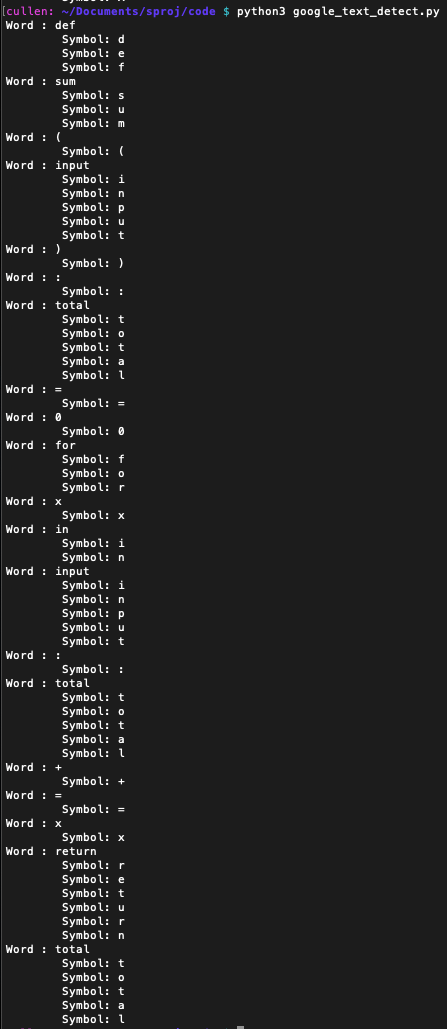 [cullen: ~/Documents/sproj/code $ python3 google_text_detect.py
Word : def
Symbol: d
Symbol: e
Symbol: f
Word : sum
Symbol: s
Symbol: u
Symbol: m
Word : (
Symbol: (
Word : input
Symbol: i
Symbol: n
Symbol: p
Symbol: u
Symbol: t
Word : )
Symbol: )
Word : :
Symbol: :
Word : total
Symbol: t
Symbol: o
Symbol: t
Symbol: a
Symbol: l
Word : =
Symbol: =
Word : 0
Symbol: 0
Word : for
Symbol: f
Symbol: o
Symbol: r
Word : x
Symbol: x
Word : in
Symbol: i
Symbol: n
Word : input
Symbol: i
Symbol: n
Symbol: p
Symbol: u
Symbol: t
Word : :
Symbol: :
Word : total
Symbol: t
Symbol: o
Symbol: t
Symbol: a
Symbol: l
Word : +
Symbol: +
Word : =
Symbol: =
Word : x
Symbol: x
Word : return
Symbol: r
Symbol: e
Symbol: t
Symbol: u
Symbol: r
Symbol: n
Word : total
Symbol: t
Symbol: o
Symbol: t
Symbol: a
Symbol: l